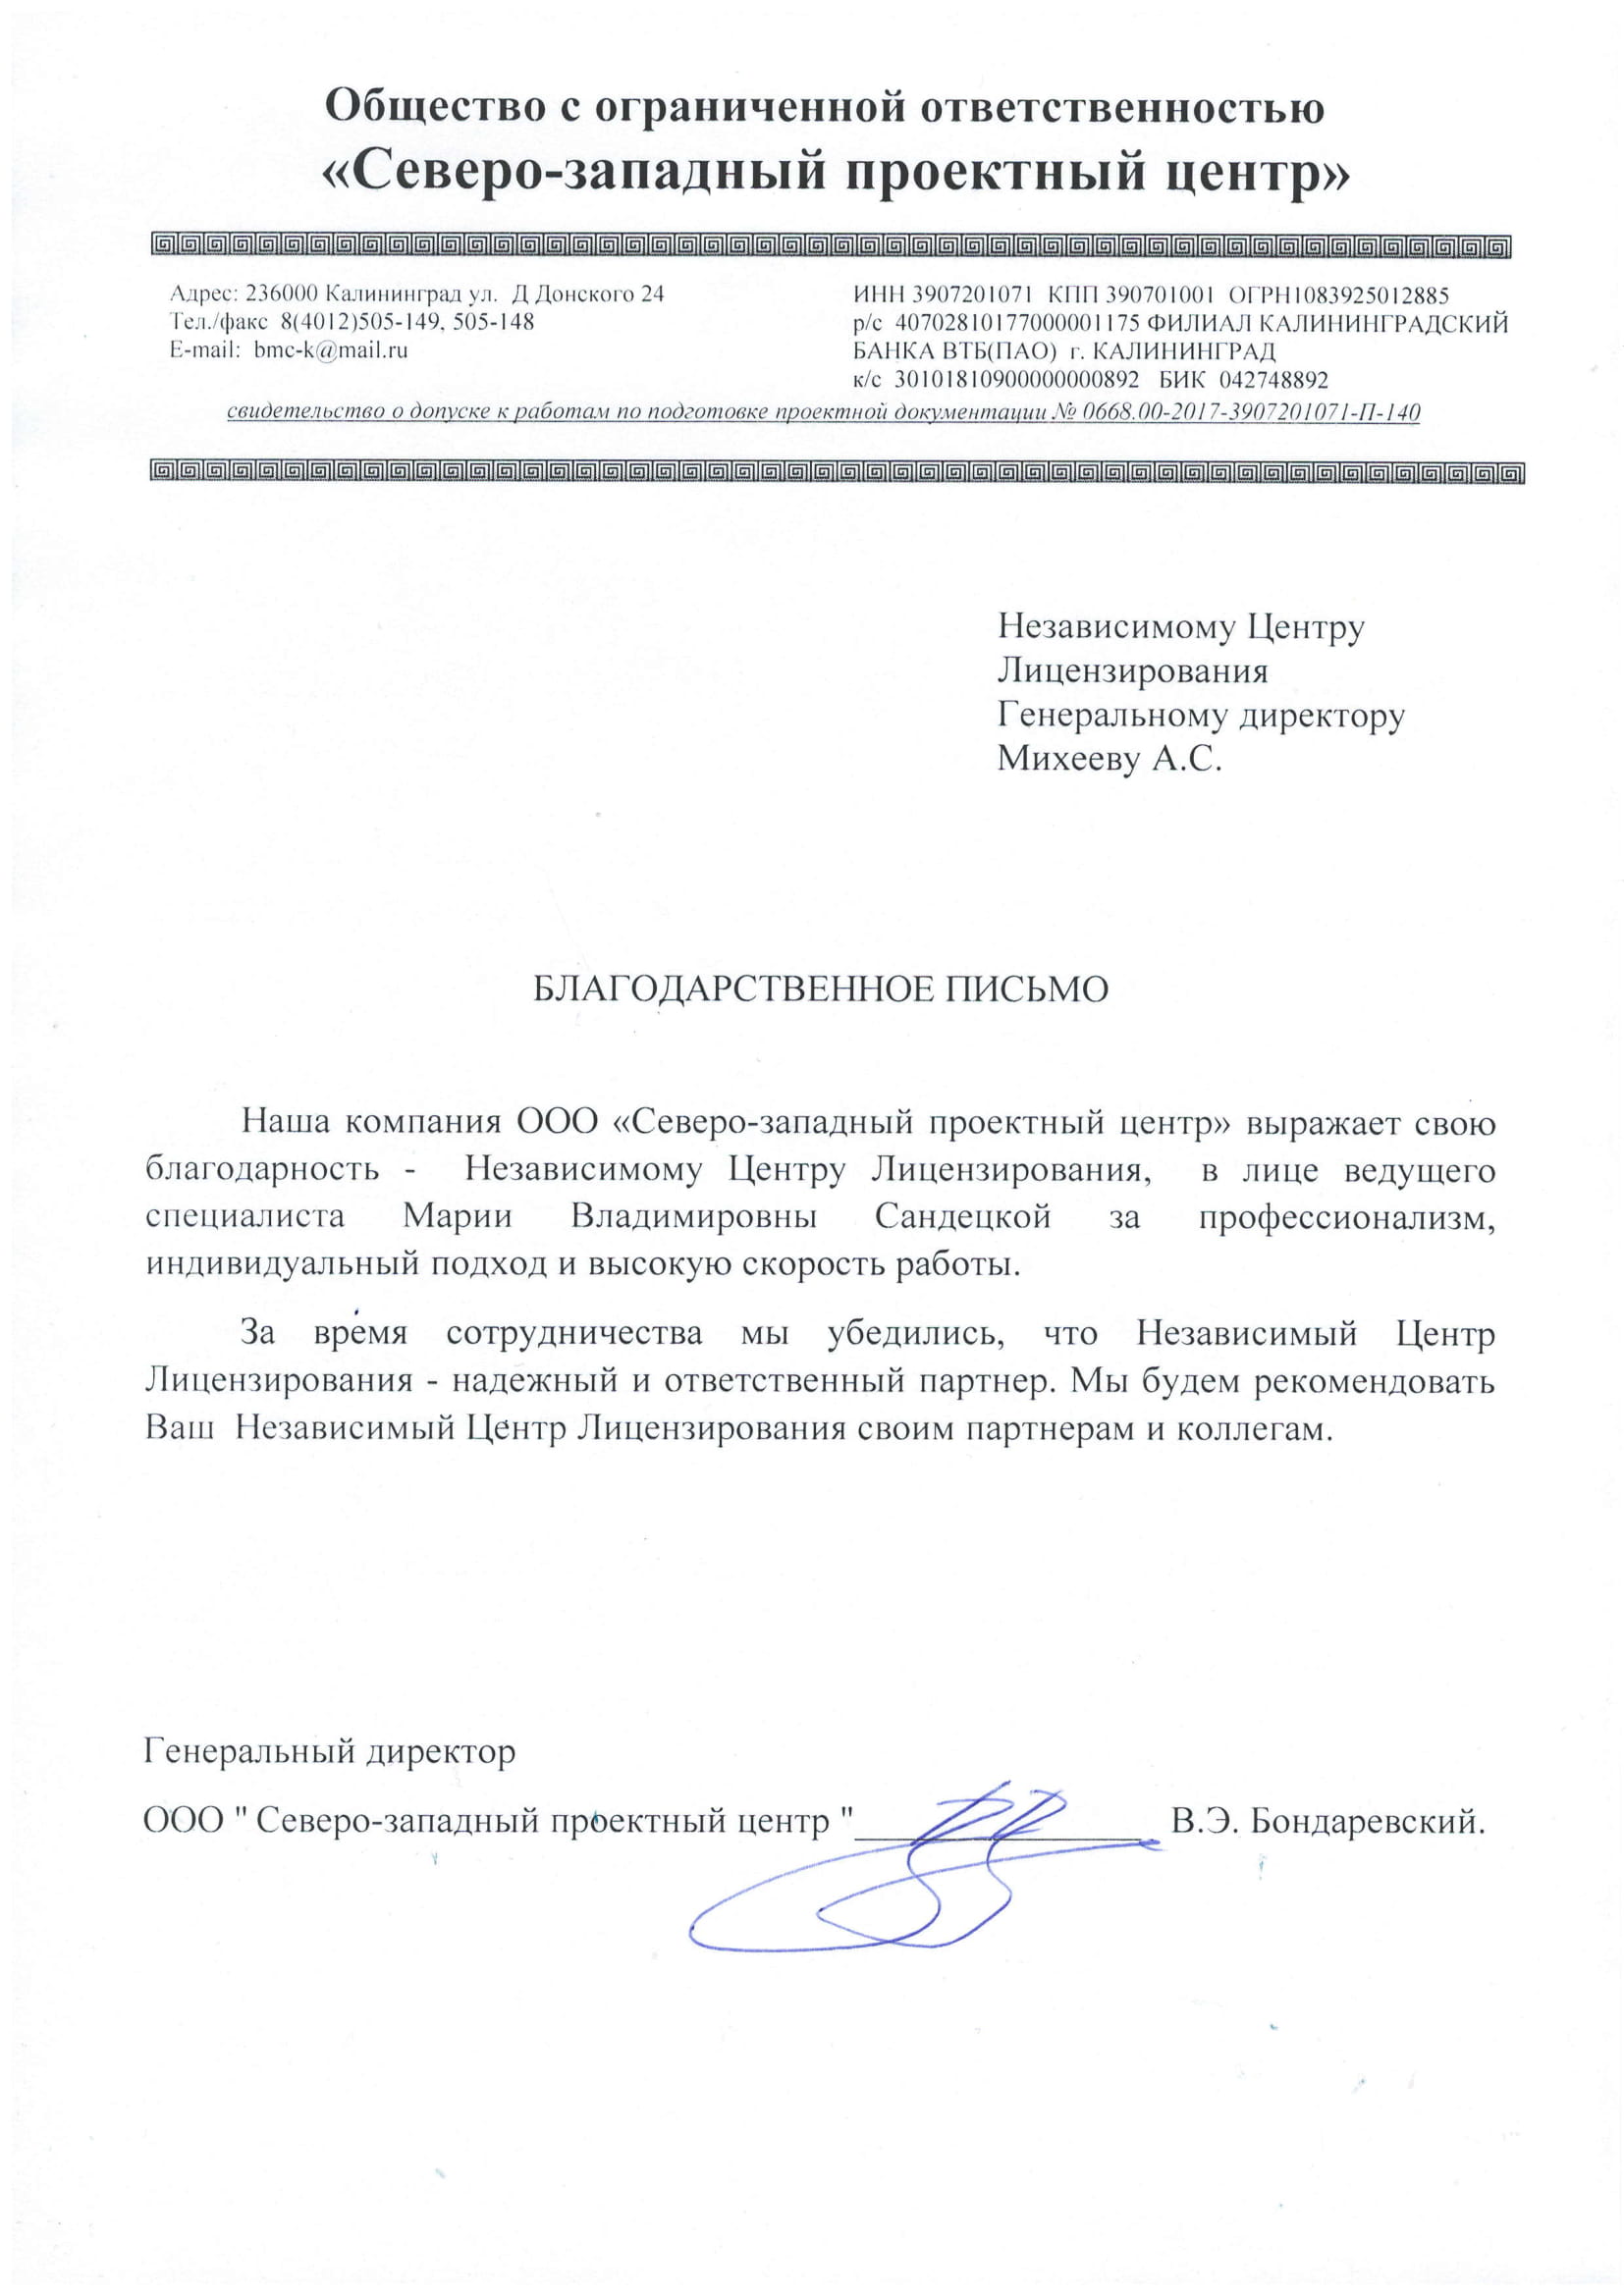 Общество с ограниченной ответственностью
«Северо-западный проектный центр»
Адрес: 236000 Калининград ул. Д Донского 24
Тел./факс 8(4012)505-149, 505-148
E-mail: bmc-k@mail.ru
ИНН 3907201071 КПП 390701001 ОГРН1083925012885
р/с 40702810177000001175 ФИЛИАЛ КАЛИНИНГРАДСКИЙ
БАНКА ВТБ(ПАО) г. КАЛИНИНГРАД
к/с 30101810900000000892 БИК 042748892
свидетельство о допуске к работам по подготовке проектной документации № 0668.00-2017-3907201071-П-140
Независимому Центру
Лицензирования
Генеральному директору
Михееву А.С.
БЛАГОДАРСТВЕННОЕ ПИСЬМО
Наша компания ООО «Северо-западный проектный центр» выражает свою
благодарность - Независимому Центру Лицензирования, в лице ведущего
специалиста Марии Владимировны Сандецкой за профессионализм,
индивидуальный подход и высокую скорость работы.
За время сотрудничества мы убедились, что Независимый Центр
Лицензирования - надежный и ответственный партнер. Мы будем рекомендовать
Ваш Независимый Центр Лицензирования своим партнерам и коллегам.
Генеральный директор
ООО " Северо-западный проектный центр "_______________ В.Э. Бондаревский.